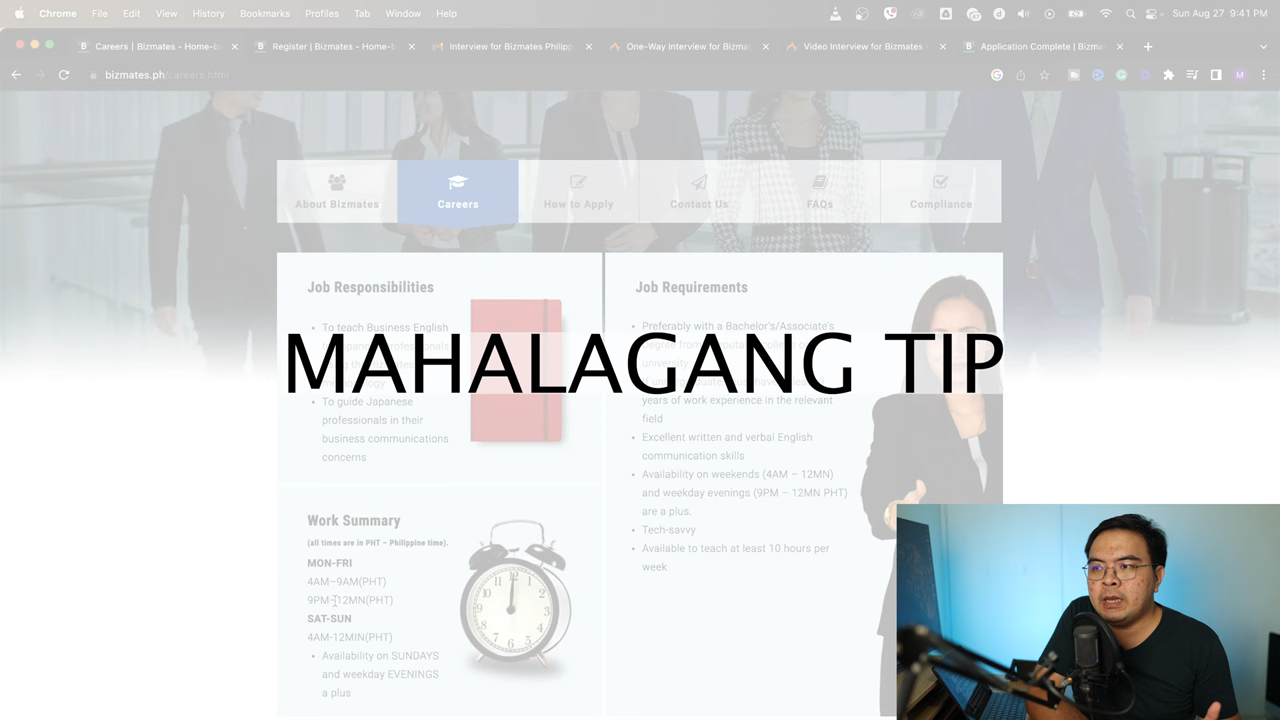 Chrome File Edit View History Bookmarks Profiles Tab Window Help Sun Aug 27 9:41 PM
Careers | Bizmates - Home-b Register | Bizmates - Home-b Interview for Bizmates Philipp One-Way Interview for Bizma Video Interview for Bizmates - Application Complete | Bizma
bizmates.ph/careers.html
About Bizmates Careers How to Apply Contact Us FAQs Compliance
Job Responsibilities
To teach Business English
To guide Japanese
professionals in their
business communications
concerns
Job Requirements
Preferably with a Bachelor's/Associate's
years of work experience in the relevant
field
Excellent written and verbal English
communication skills
Availability on weekends (4AM – 12MN)
and weekday evenings (9PM – 12MN PHT)
are a plus.
Tech-savvy
Available to teach at least 10 hours per
week
MAHALAGANG TIP
Work Summary
(all times are in PHT – Philippine time).
MON-FRI
4AM–9AM(PHT)
9PM-12MN(PHT)
SAT-SUN
4AM-12MIN(PHT)
Availability on SUNDAYS
and weekday EVENINGS
a plus